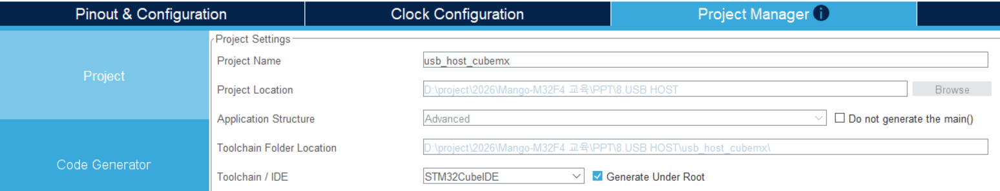 Pinout & Configuration Clock Configuration Project Manager
Project Settings
Project
Project Name usb_host_cubemx
Project Location D:\project\2026\Mango-M32F4 교육\PPT\8.USB HOST Browse
Application Structure Advanced Do not generate the main()
Toolchain Folder Location D:\project\2026\Mango-M32F4 교육\PPT\8.USB HOST\usb_host_cubemx\
Code Generator
Toolchain / IDE STM32CubeIDE Generate Under Root